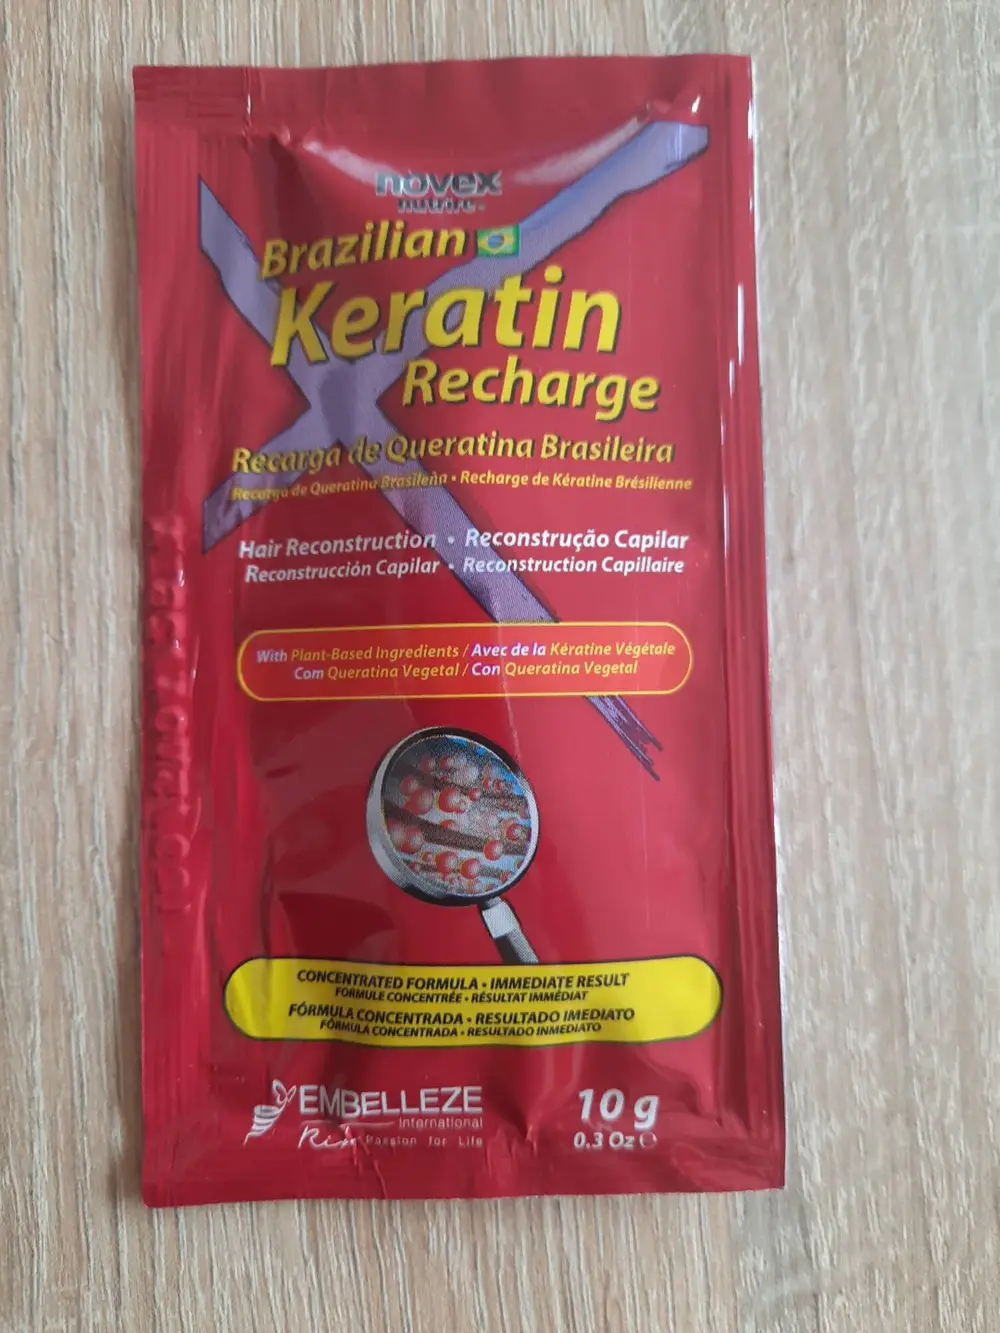 novex
nutrire™
Brazilian
Keratin
Recharge
Recarga de Queratina Brasileira
Recarga de Queratina Brasileña • Recharge de Kératine Brésilienne
Hair Reconstruction • Reconstrução Capilar
Reconstrucción Capilar • Reconstruction Capillaire
With Plant-Based Ingredients / Avec de la Kératine Végétale
Com Queratina Vegetal / Con Queratina Vegetal
CONCENTRATED FORMULA • IMMEDIATE RESULT
FORMULE CONCENTRÉE • RÉSULTAT IMMÉDIAT
FÓRMULA CONCENTRADA • RESULTADO IMEDIATO
FÓRMULA CONCENTRADA • RESULTADO INMEDIATO
EMBELLEZE
International
Rio Passion for Life
10 g
0.3 Oz ℮